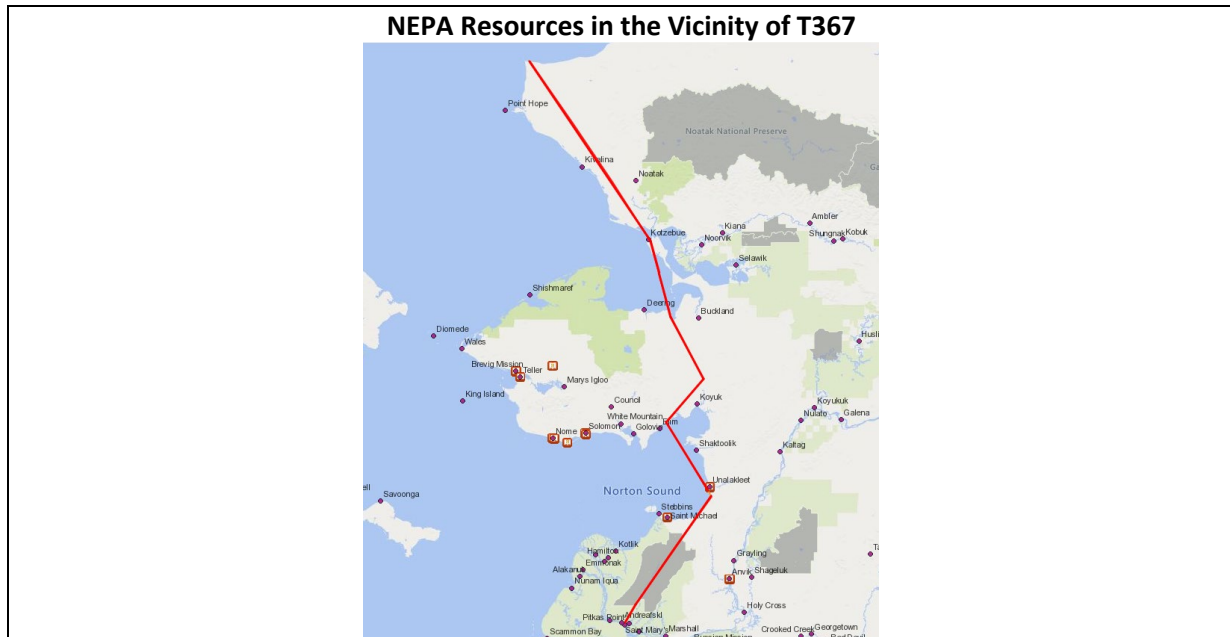 NEPA Resources in the Vicinity of T367
Point Hope
Noatak National Preserve
Kivelina
Noatak
Ambler
Kiana
Shungnak
Kobuk
Kotzebue
Noorvik
Selawik
Shishmaref
Deering
Buckland
Diomede
Wales
Brevig Mission
Teller
Marys Igloo
King Island
Koyuk
Council
Koyukuk
White Mountain
Nulato
Galena
Nome
Solomon
Golovin
Elim
Shaktoolik
Kaltag
Unalakleet
Savoonga
Norton Sound
Stebbins
Saint Michael
Kotlik
Hamilton
Emmonak
Grayling
Alakanuk
Anvik
Shageluk
Nunam Iqua
Holy Cross
Pitkas Point
Andreafski
Saint Mary's
Marshall
Scammon Bay
Crooked Creek
Georgetown